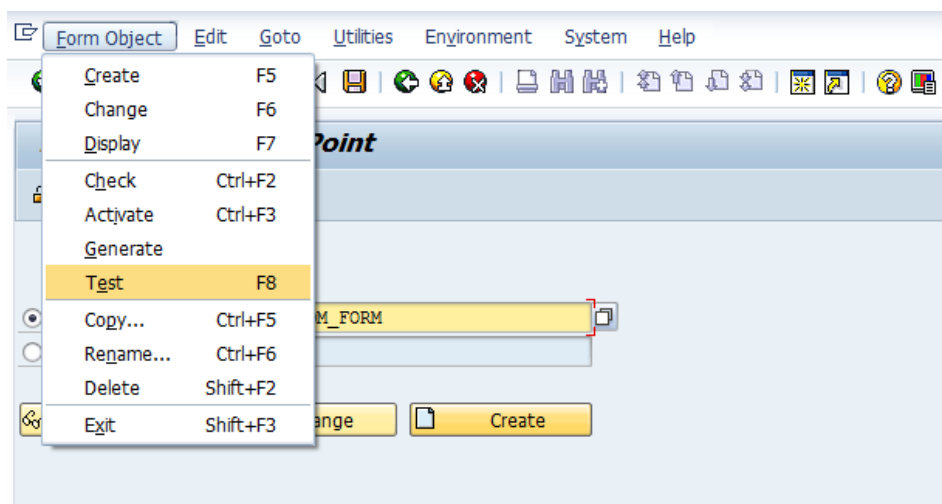 Form Object Edit Goto Utilities Environment System Help
Create F5
Change F6
Display F7
Point
Check Ctrl+F2
Activate Ctrl+F3
Generate
Test F8
M_FORM
Copy... Ctrl+F5
Rename... Ctrl+F6
Delete Shift+F2
Exit Shift+F3
ange
Create